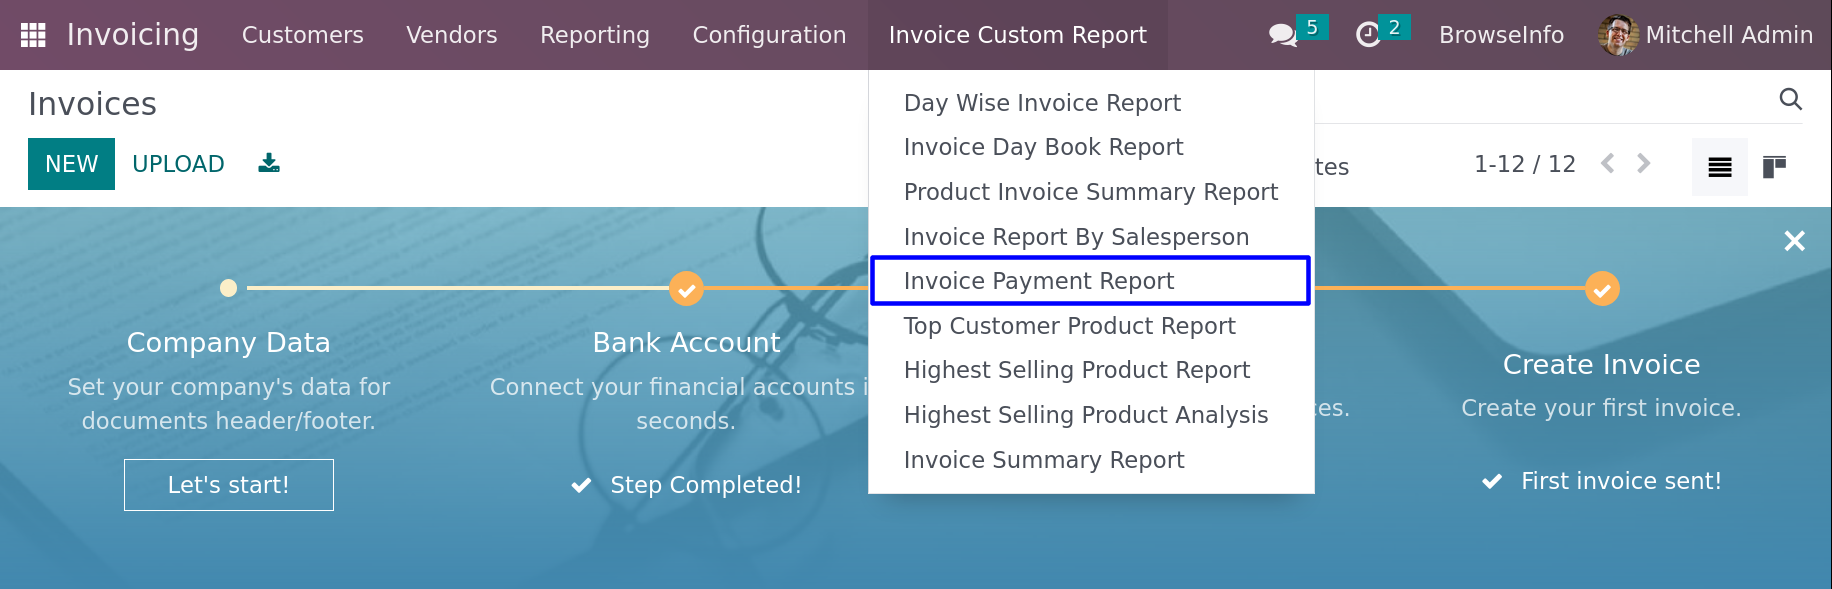 Invoicing Customers Vendors Reporting Configuration Invoice Custom Report 5 2 BrowseInfo Mitchell Admin
Invoices
NEW UPLOAD
1-12 / 12
Day Wise Invoice Report
Invoice Day Book Report
Product Invoice Summary Report
Invoice Report By Salesperson
Invoice Payment Report
Top Customer Product Report
Highest Selling Product Report
Highest Selling Product Analysis
Invoice Summary Report
Company Data
Set your company's data for
documents header/footer.
Let's start!
Bank Account
Connect your financial accounts i
seconds.
Step Completed!
Create Invoice
Create your first invoice.
First invoice sent!